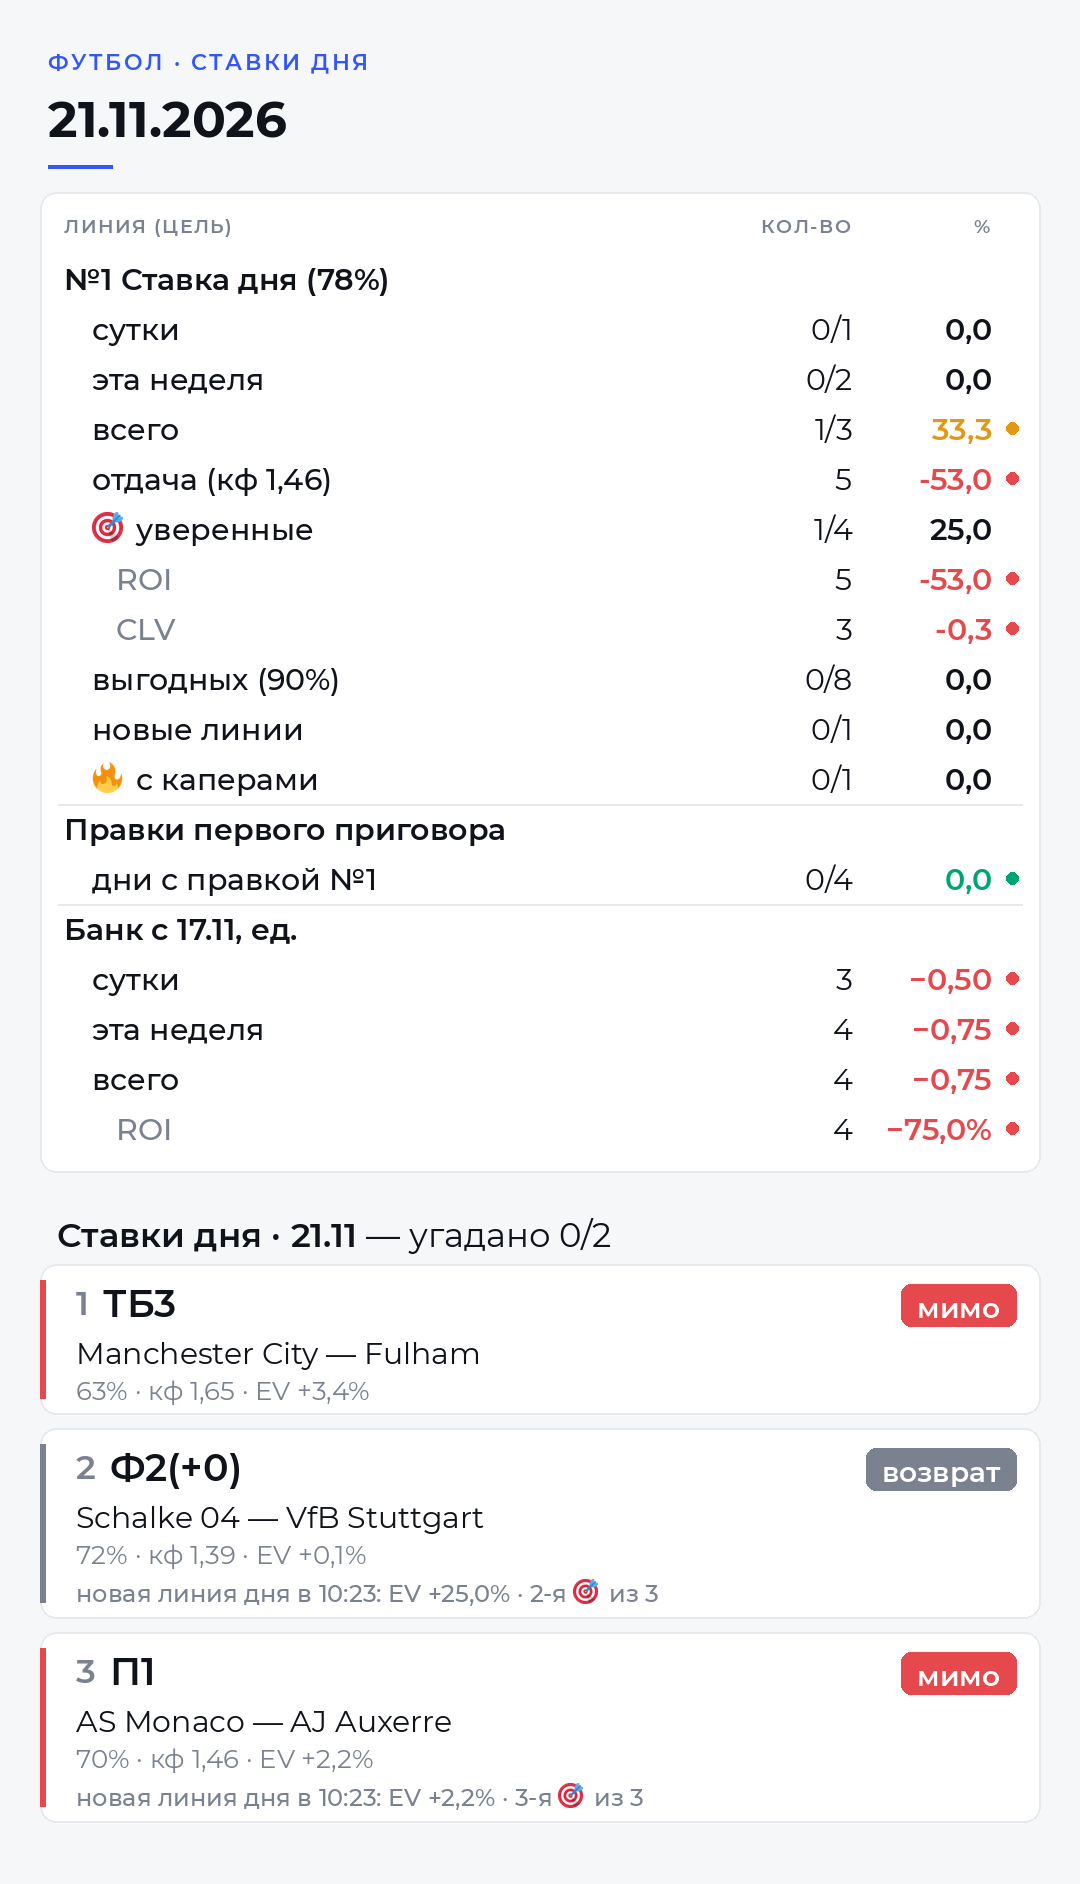 ФУТБОЛ · СТАВКИ ДНЯ
21.11.2026
ЛИНИЯ (ЦЕЛЬ) КОЛ-ВО %
№1 Ставка дня (78%)
сутки 0/1 0,0
эта неделя 0/2 0,0
всего 1/3 33,3
отдача (кф 1,46) 5 -53,0
🎯 уверенные 1/4 25,0
ROI 5 -53,0
CLV 3 -0,3
выгодных (90%) 0/8 0,0
новые линии 0/1 0,0
🔥 с каперами 0/1 0,0
Правки первого приговора
дни с правкой №1 0/4 0,0
Банк с 17.11, ед.
сутки 3 −0,50
эта неделя 4 −0,75
всего 4 −0,75
ROI 4 −75,0%
Ставки дня · 21.11 — угадано 0/2
1 ТБ3 мимо
Manchester City — Fulham
63% · кф 1,65 · EV +3,4%
2 Ф2(+0) возврат
Schalke 04 — VfB Stuttgart
72% · кф 1,39 · EV +0,1%
новая линия дня в 10:23: EV +25,0% · 2-я 🎯 из 3
3 П1 мимо
AS Monaco — AJ Auxerre
70% · кф 1,46 · EV +2,2%
новая линия дня в 10:23: EV +2,2% · 3-я 🎯 из 3